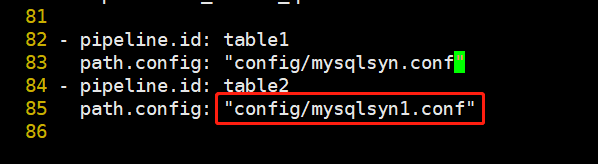 81
82 - pipeline.id: table1
83   path.config: "config/mysqlsyn.conf"
84 - pipeline.id: table2
85   path.config: "config/mysqlsyn1.conf"
86